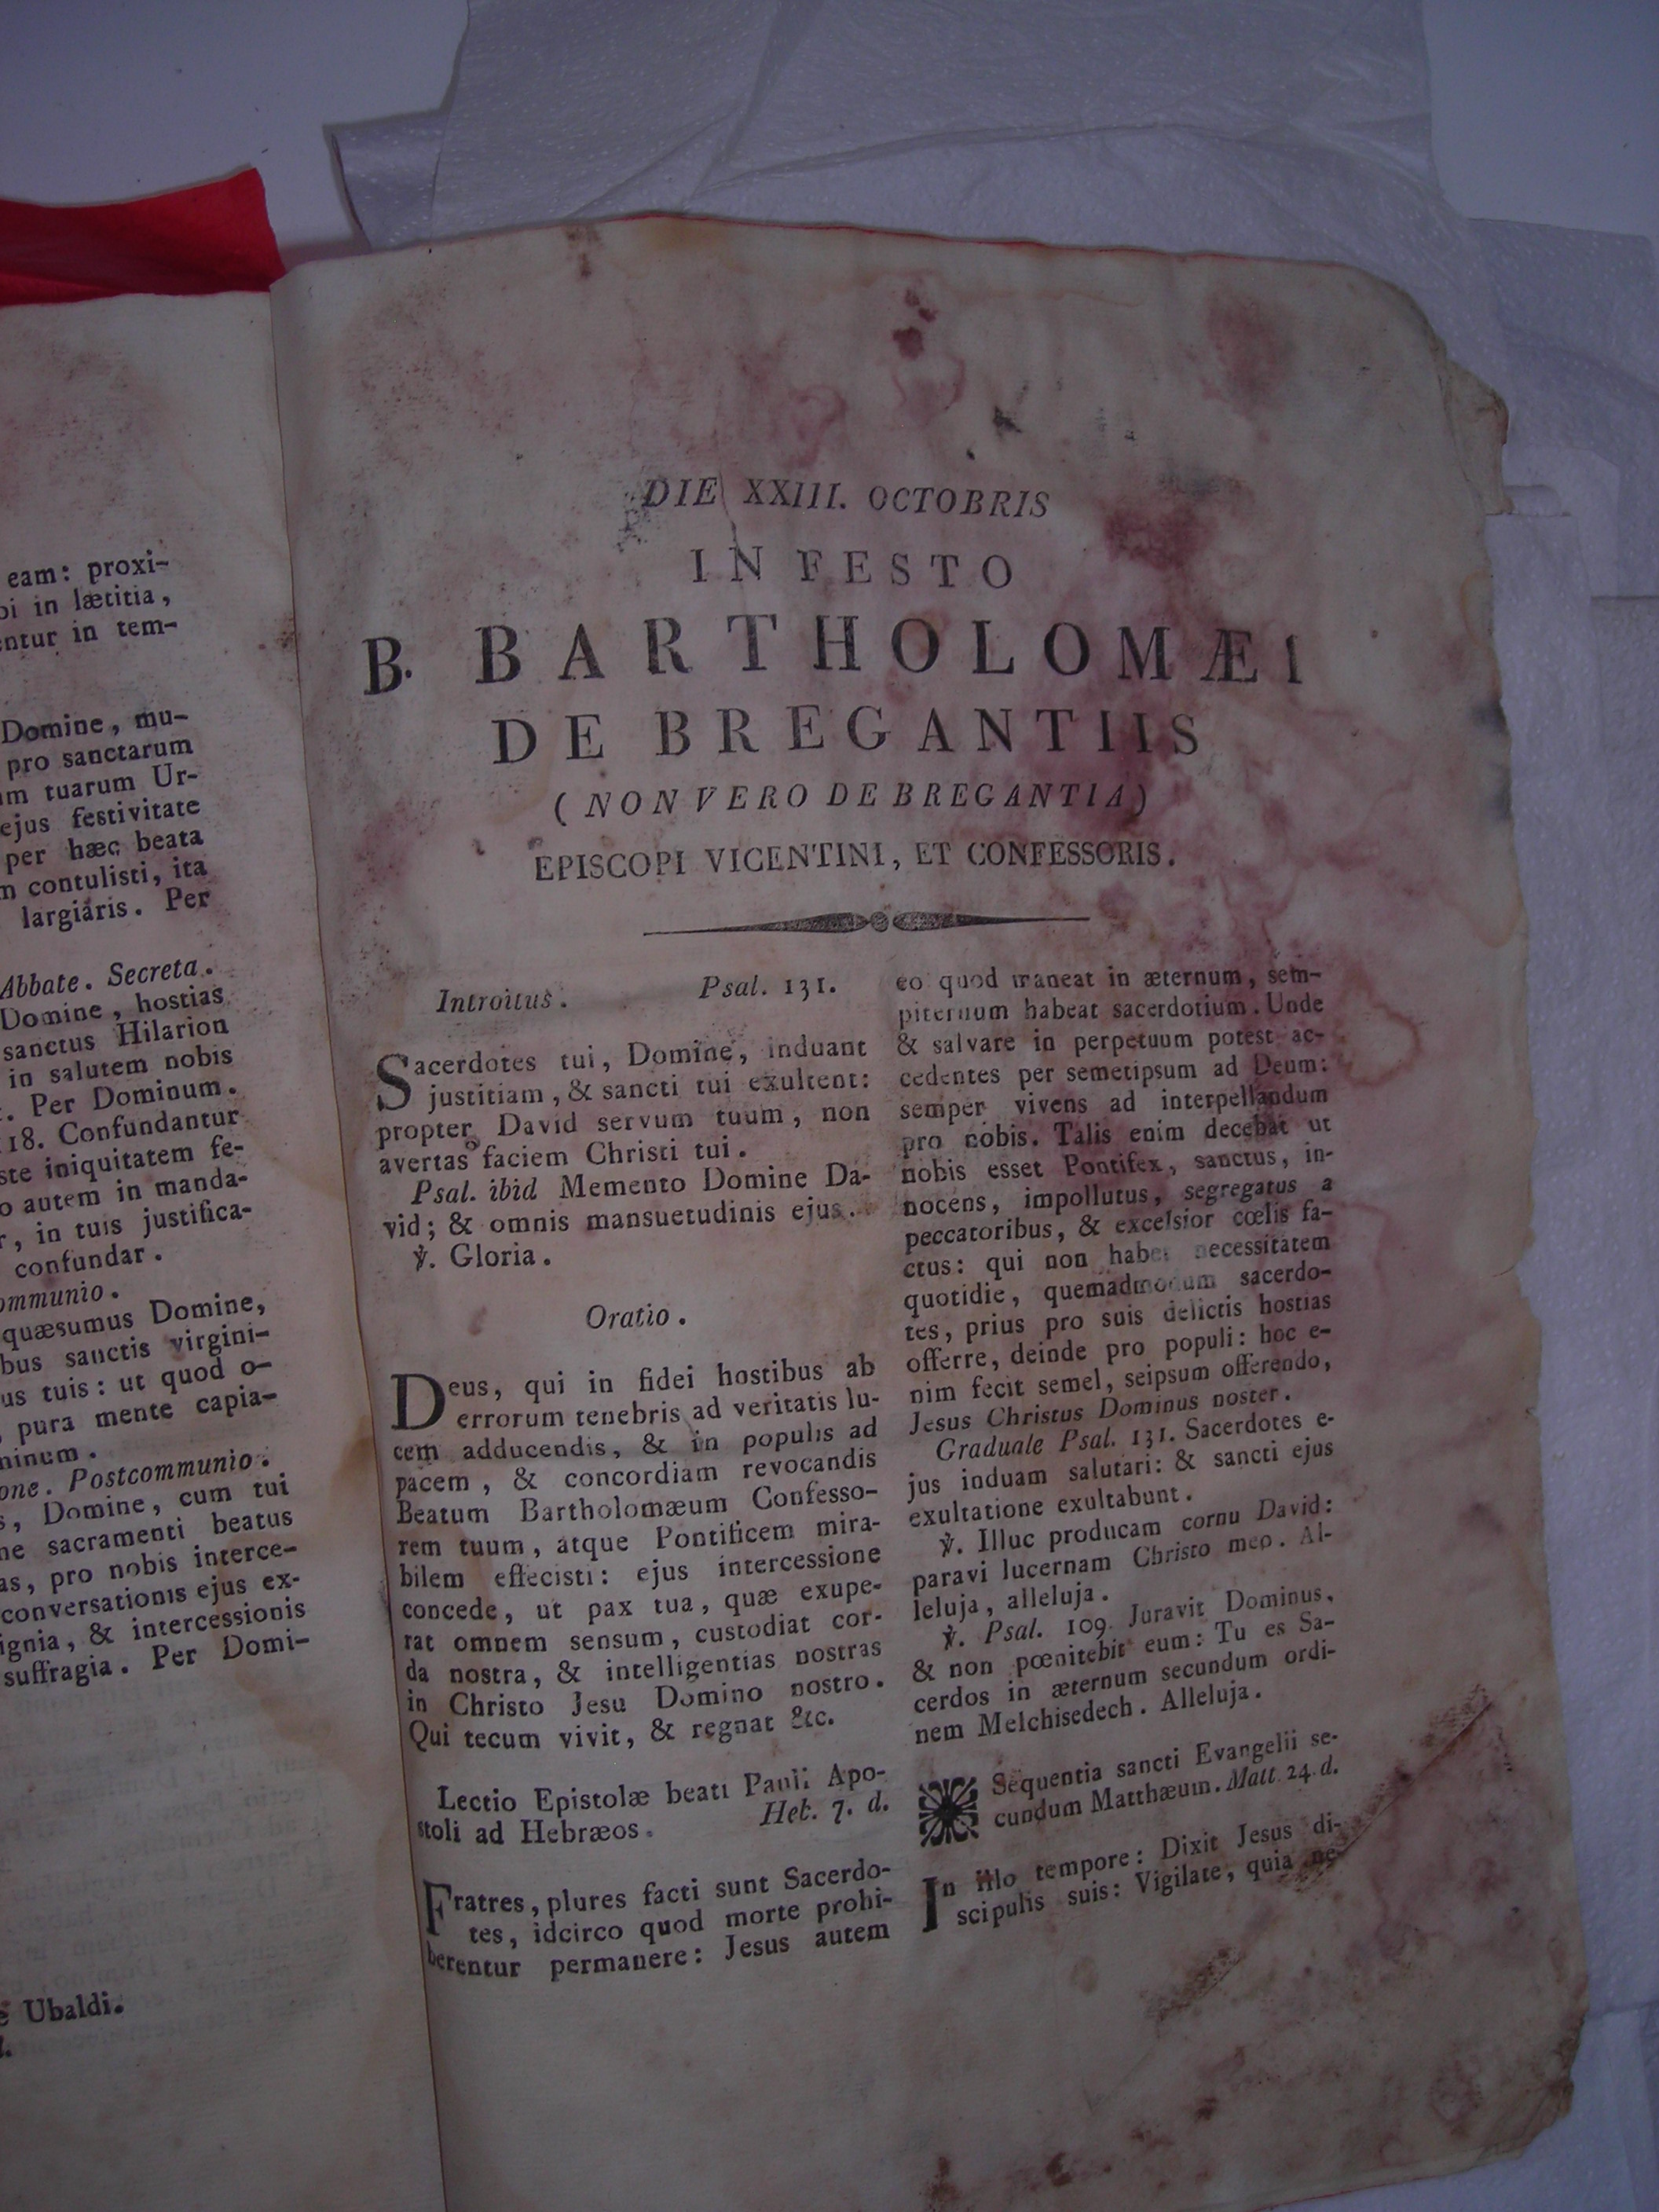 eam: proxi-
in lætitia,
in tem-
Domine, mu-
pro sanctarum
tuarum Ur-
ejus festivitate
per hæc beata
contulisti, ita
largiaris. Per
Abbate. Secreta.
Domine, hostias
sanctus Hilarion
in salutem nobis
Per Dominum.
118. Confundantur
iniquitatem fe-
autem in manda-
in tuis justifica-
confundar.
quæsumus Domine,
sanctis virgini-
tuis: ut quod o-
pura mente capia-
Postcommunio.
Domine, cum tui
sacramenti beatus
pro nobis interce-
conversationis ejus ex-
& intercessionis
suffragia. Per Domi-
Ubaldi.
DIE XXIII. OCTOBRIS
IN FESTO
B. BARTHOLOMÆI
DE BREGANTIIS
(NON VERO DE BREGANTIA)
EPISCOPI VICENTINI, ET CONFESSORIS.
Introitus. Psal. 131.
Sacerdotes tui, Domine, induant
justitiam, & sancti tui exultent:
propter David servum tuum, non
avertas faciem Christi tui.
Psal. ibid Memento Domine Da-
vid; & omnis mansuetudinis ejus.
℣. Gloria.
Oratio.
Deus, qui in fidei hostibus ab
errorum tenebris ad veritatis lu-
cem adducendis, & in populis ad
pacem, & concordiam revocandis
Beatum Bartholomæum Confesso-
rem tuum, atque Pontificem mira-
bilem effecisti: ejus intercessione
concede, ut pax tua, quæ exupe-
rat omnem sensum, custodiat cor-
da nostra, & intelligentias nostras
in Christo Jesu Domino nostro.
Qui tecum vivit, & regnat &c.
Lectio Epistolæ beati Pauli Apo-
stoli ad Hebræos. Heb. 7. d.
Fratres, plures facti sunt Sacerdo-
tes, idcirco quod morte prohi-
berentur permanere: Jesus autem
eo quod maneat in æternum, sem-
piternum habeat sacerdotium. Unde
& salvare in perpetuum potest ac-
cedentes per semetipsum ad Deum:
semper vivens ad interpellandum
pro nobis. Talis enim decebat ut
nobis esset Pontifex, sanctus, in-
nocens, impollutus, segregatus a
peccatoribus, & excelsior cœlis fa-
ctus: qui non habet necessitatem
quotidie, quemadmodum sacerdo-
tes, prius pro suis delictis hostias
offerre, deinde pro populi: hoc e-
nim fecit semel, seipsum offerendo,
Jesus Christus Dominus noster.
Graduale Psal. 131. Sacerdotes e-
jus induam salutari: & sancti ejus
exultatione exultabunt.
℣. Illuc producam cornu David:
paravi lucernam Christo meo. Al-
leluja, alleluja.
℣. Psal. 109. Juravit Dominus,
& non pœnitebit eum: Tu es Sa-
cerdos in æternum secundum ordi-
nem Melchisedech. Alleluja.
Sequentia sancti Evangelii se-
cundum Matthæum. Matt. 24. d.
In illo tempore: Dixit Jesus di-
scipulis suis: Vigilate, quia ne-